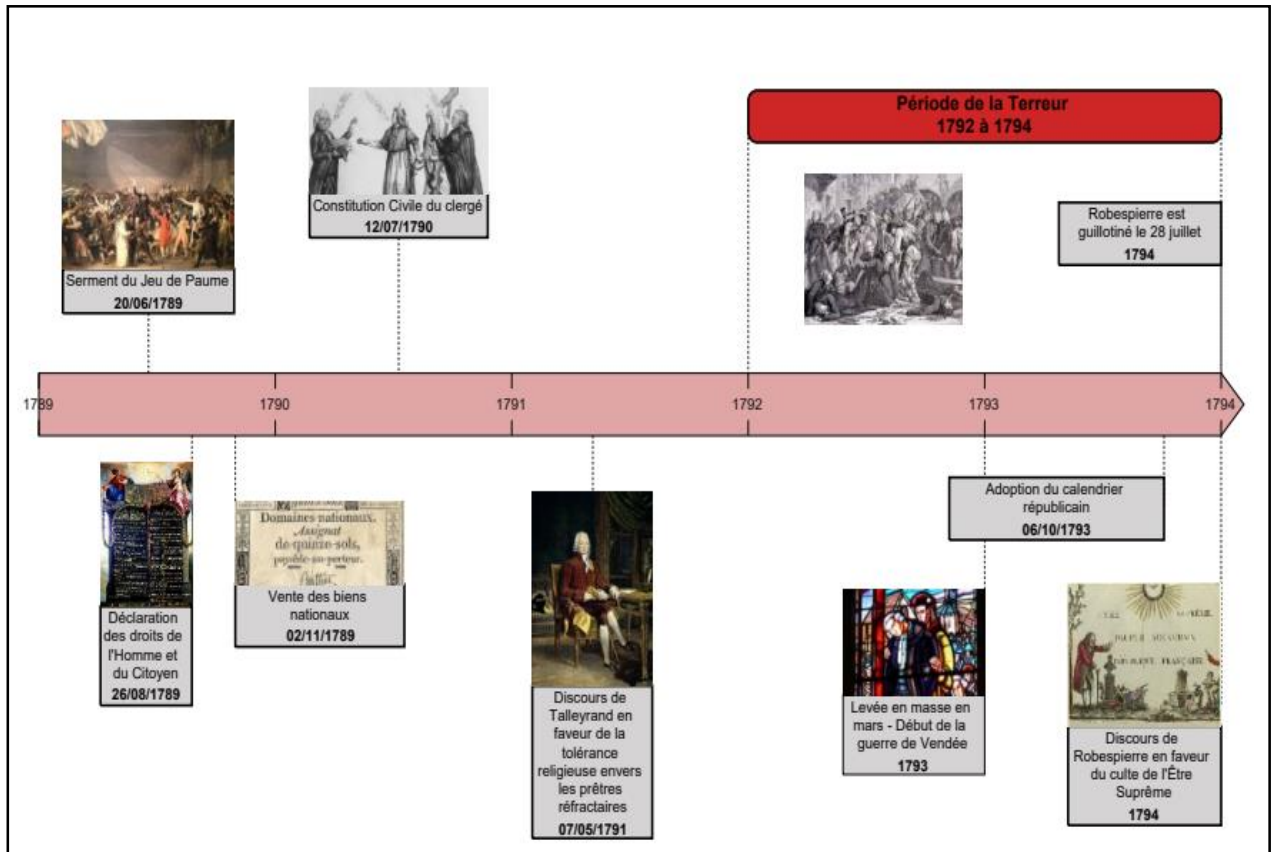 Période de la Terreur
1792 à 1794
Serment du Jeu de Paume
20/06/1789
Constitution Civile du clergé
12/07/1790
Robespierre est
guillotiné le 28 juillet
1794
1789
1790
1791
1792
1793
1794
Déclaration
des droits de
l'Homme et
du Citoyen
26/08/1789
Domaines nationaux.
Assignat
de quinze sols,
payable au porteur.
Vente des biens
nationaux
02/11/1789
Discours de
Talleyrand en
faveur de la
tolérance
religieuse envers
les prêtres
réfractaires
07/05/1791
Adoption du calendrier
républicain
06/10/1793
Levée en masse en
mars - Début de la
guerre de Vendée
1793
FRANÇAISE
Discours de
Robespierre en faveur
du culte de l'Être
Suprême
1794